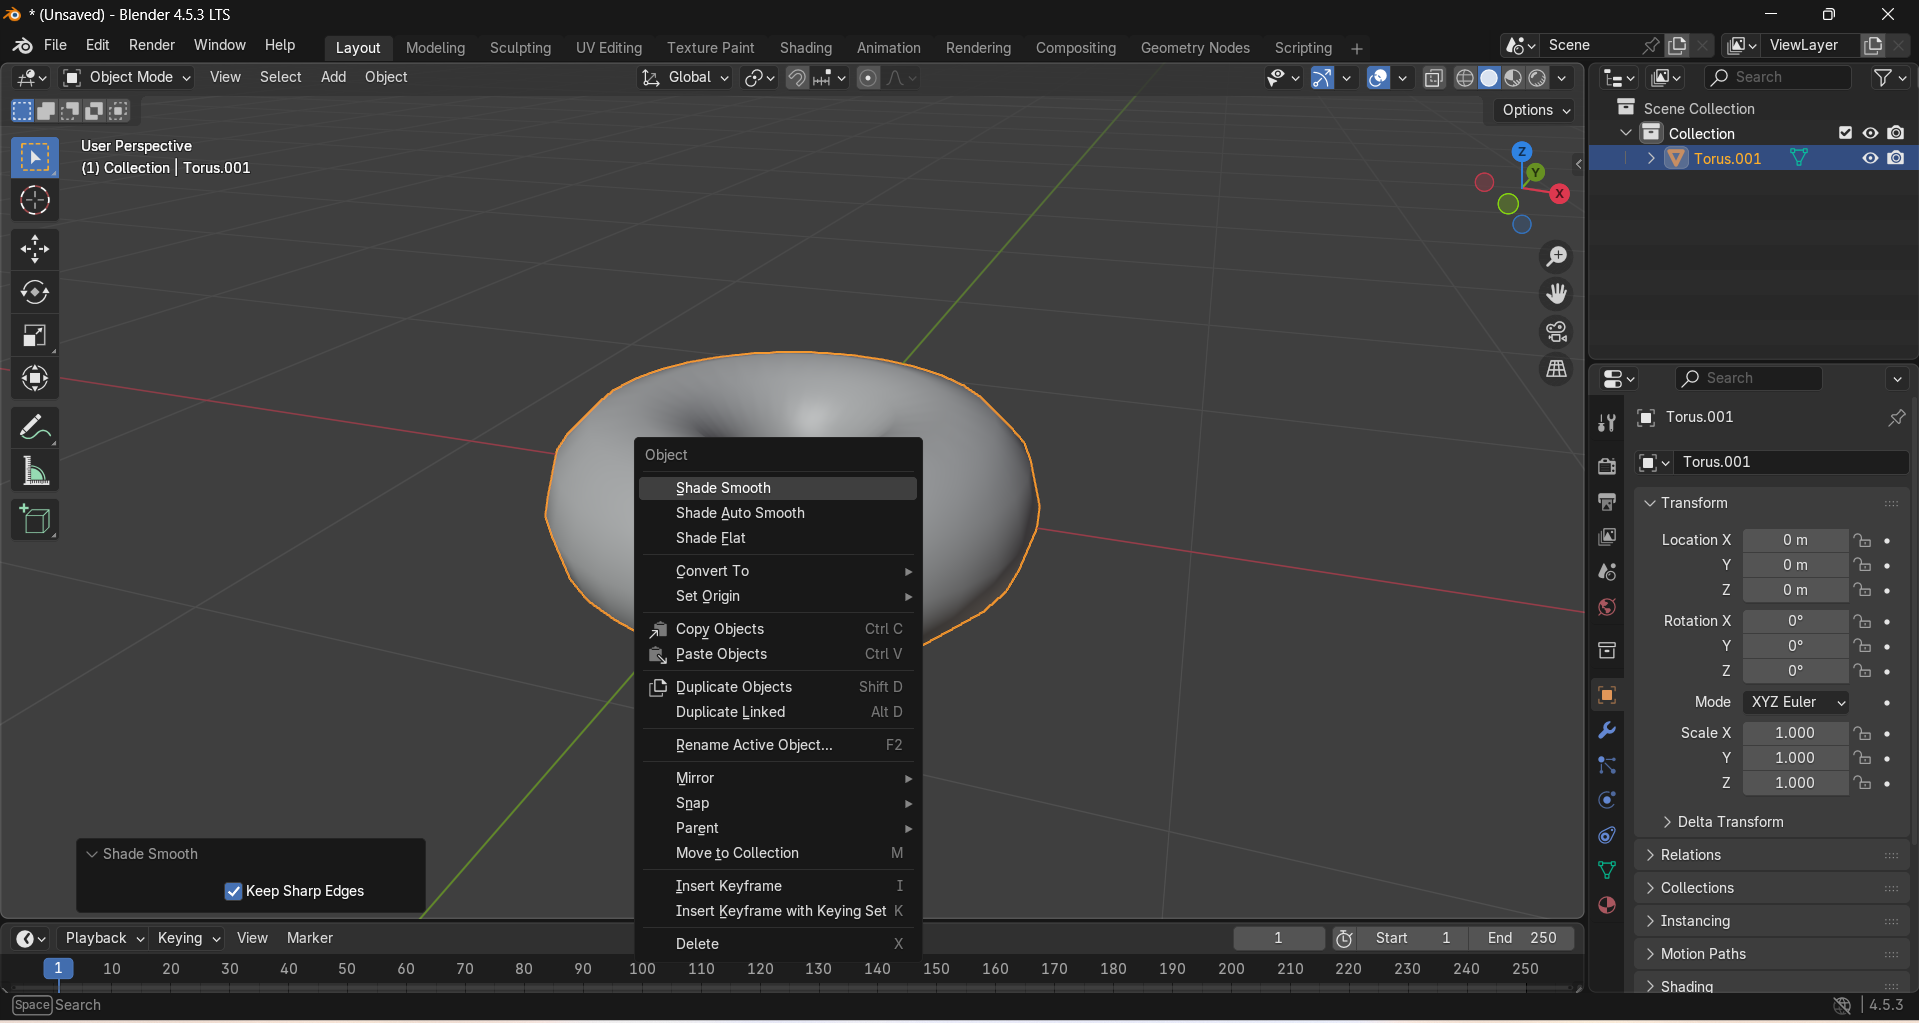 * (Unsaved) - Blender 4.5.3 LTS
File Edit Render Window Help
Layout Modeling Sculpting UV Editing Texture Paint Shading Animation Rendering Compositing Geometry Nodes Scripting +
Scene
ViewLayer
Object Mode View Select Add Object
Global
Options
Search
Scene Collection
Collection
Torus.001
User Perspective
(1) Collection | Torus.001
Z
Y
X
Object
Shade Smooth
Shade Auto Smooth
Shade Flat
Convert To
Set Origin
Copy Objects Ctrl C
Paste Objects Ctrl V
Duplicate Objects Shift D
Duplicate Linked Alt D
Rename Active Object... F2
Mirror
Snap
Parent
Move to Collection M
Insert Keyframe I
Insert Keyframe with Keying Set K
Delete X
Shade Smooth
Keep Sharp Edges
Search
Torus.001
Torus.001
Transform
Location X 0 m
Y 0 m
Z 0 m
Rotation X 0°
Y 0°
Z 0°
Mode XYZ Euler
Scale X 1.000
Y 1.000
Z 1.000
Delta Transform
Relations
Collections
Instancing
Motion Paths
Shading
Playback Keying View Marker
1
Start 1
End 250
1 10 20 30 40 50 60 70 80 90 100 110 120 130 140 150 160 170 180 190 200 210 220 230 240 250
Space Search
4.5.3